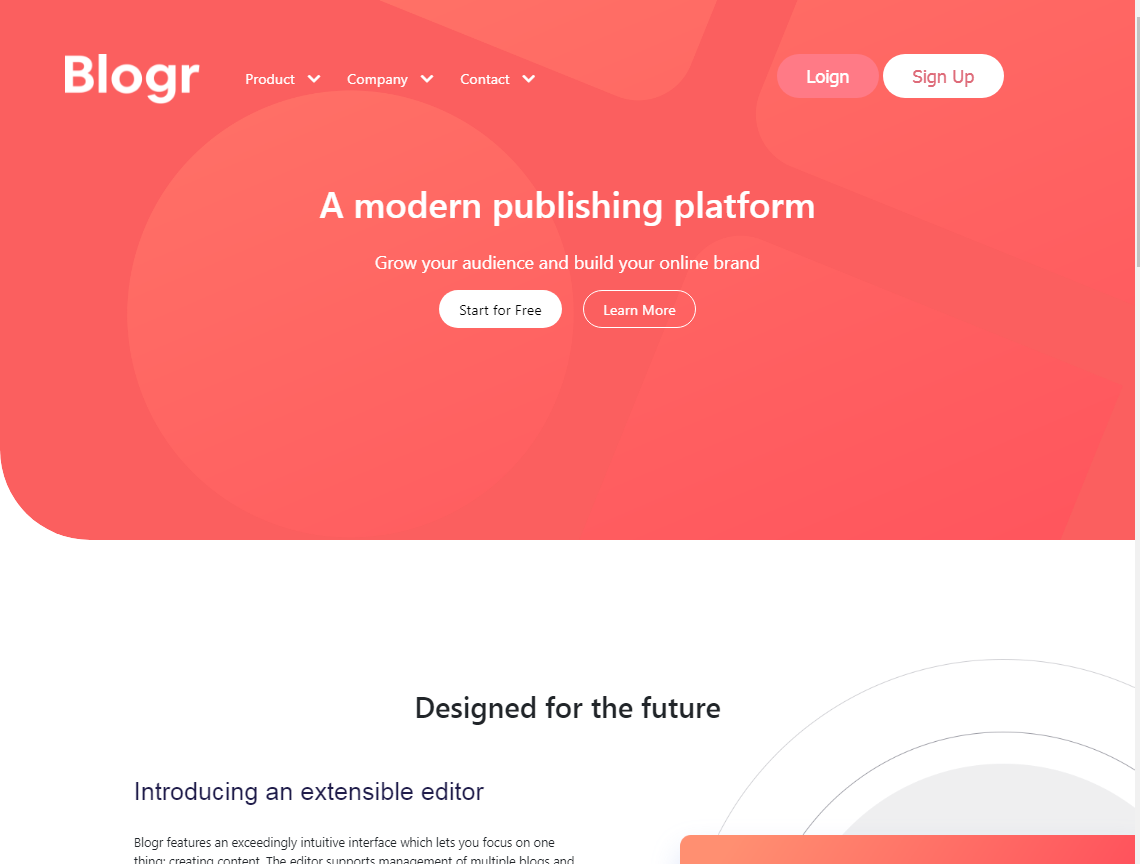 Blogr
Product
Company
Contact
Loign
Sign Up
A modern publishing platform
Grow your audience and build your online brand
Start for Free
Learn More
Designed for the future
Introducing an extensible editor
Blogr features an exceedingly intuitive interface which lets you focus on one
thing: creating content. The editor supports management of multiple blogs and